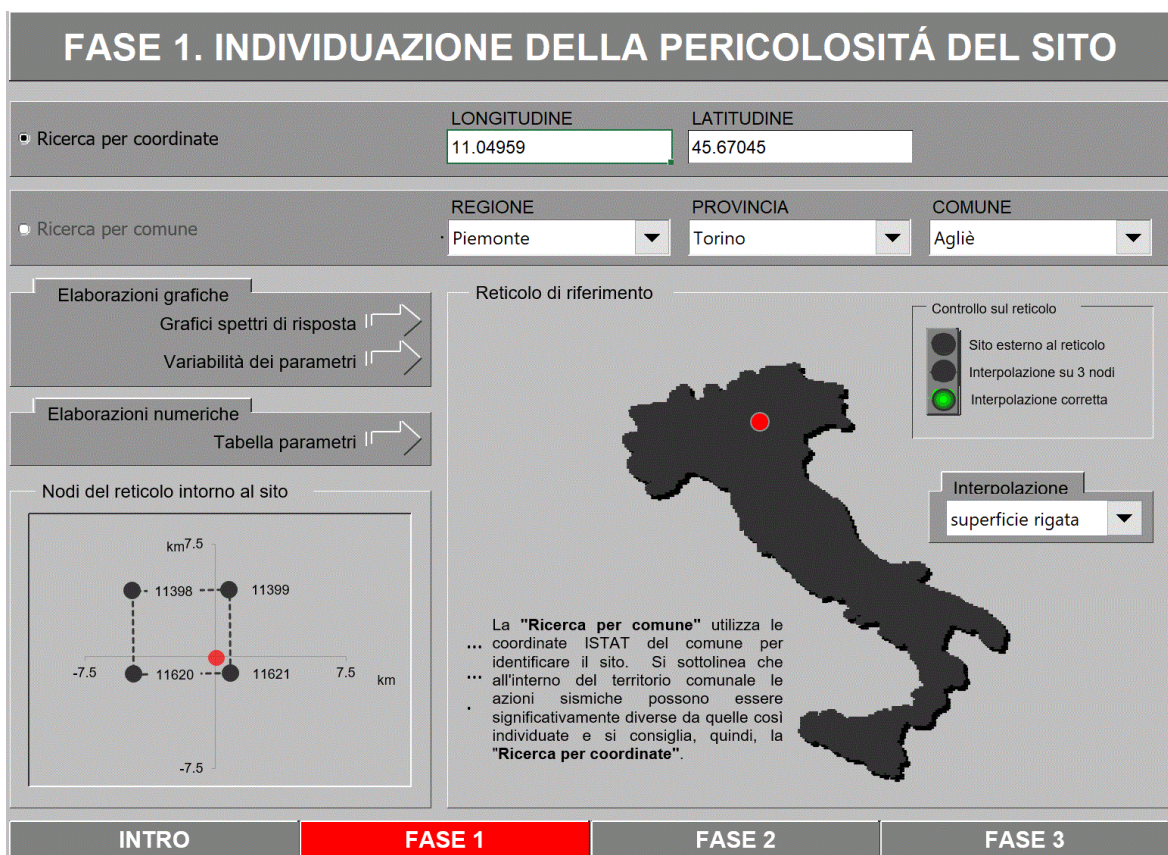 FASE 1. INDIVIDUAZIONE DELLA PERICOLOSITÁ DEL SITO
Ricerca per coordinate
LONGITUDINE
LATITUDINE
11.04959
45.67045
Ricerca per comune
REGIONE
PROVINCIA
COMUNE
Piemonte
Torino
Agliè
Elaborazioni grafiche
Grafici spettri di risposta
Variabilità dei parametri
Elaborazioni numeriche
Tabella parametri
Nodi del reticolo intorno al sito
km
7.5
11398
11399
-7.5
11620
11621
7.5
km
-7.5
Reticolo di riferimento
Controllo sul reticolo
Sito esterno al reticolo
Interpolazione su 3 nodi
Interpolazione corretta
Interpolazione
superficie rigata
La "Ricerca per comune" utilizza le
... coordinate ISTAT del comune per
identificare il sito. Si sottolinea che
... all'interno del territorio comunale le
azioni sismiche possono essere
. significativamente diverse da quelle così
individuate e si consiglia, quindi, la
"Ricerca per coordinate".
INTRO
FASE 1
FASE 2
FASE 3